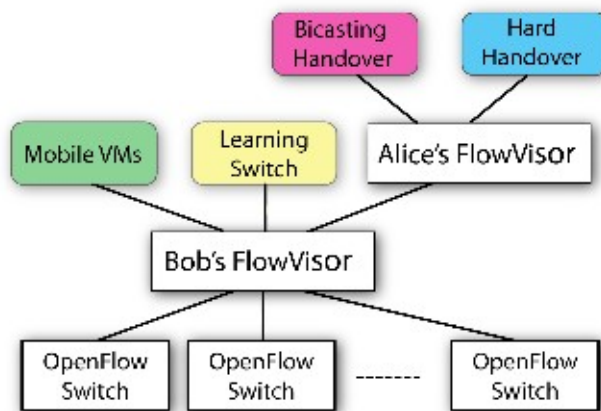 Bicasting
Handover
Hard
Handover
Mobile VMs
Learning
Switch
Alice's FlowVisor
Bob's FlowVisor
OpenFlow
Switch
OpenFlow
Switch
OpenFlow
Switch